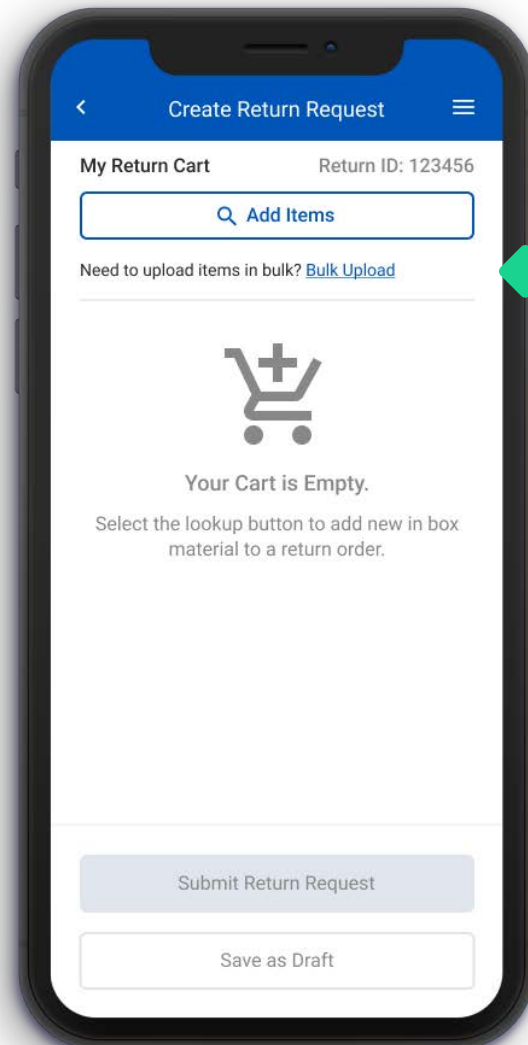 Create Return Request
My Return Cart Return ID: 123456
Add Items
Need to upload items in bulk? Bulk Upload
Your Cart is Empty.
Select the lookup button to add new in box
material to a return order.
Submit Return Request
Save as Draft